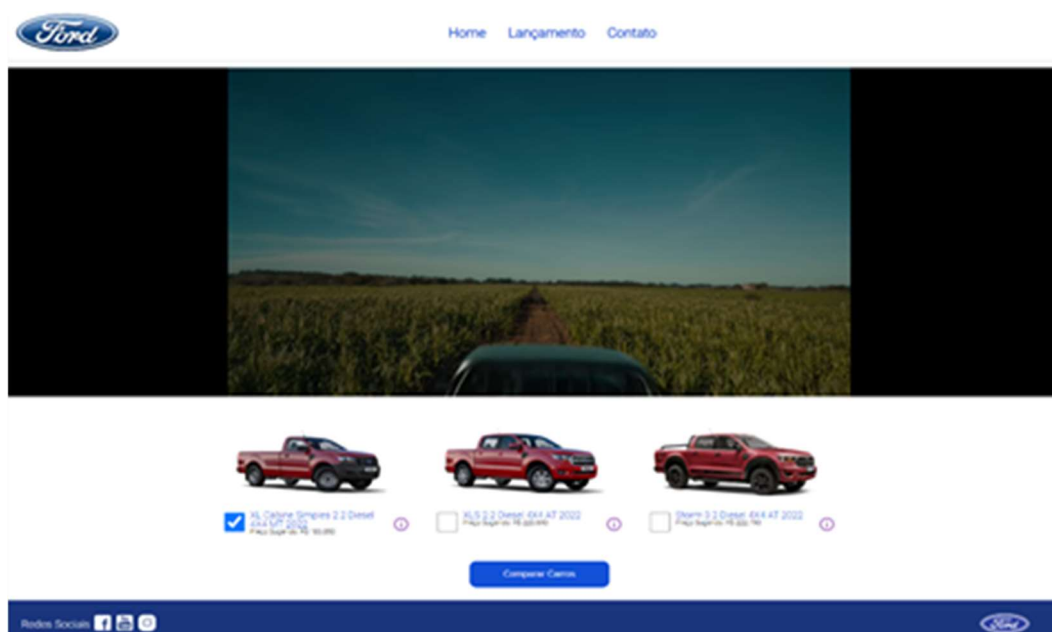 Ford
Home Lançamento Contato
XL Cabine Simples 2.2 Diesel
4X4 MT 2022
XLS 2.2 Diesel 4X4 AT 2022
Storm 3.2 Diesel 4X4 AT 2022
Comparar Carros
Redes Sociais
Ford